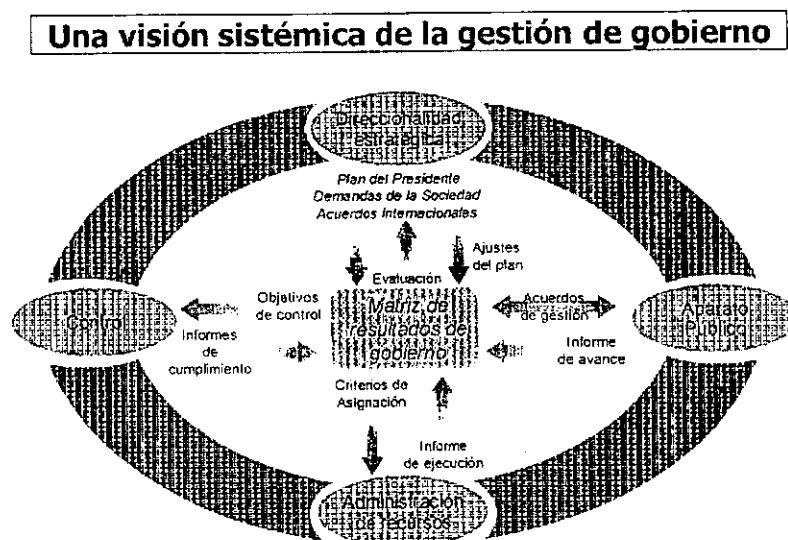 Una visión sistémica de la gestión de gobierno
Direccionalidad
estratégica
Plan del Presidente
Demandas de la Sociedad
Acuerdos Internacionales
Ajustes
del plan
Evaluación
Matriz de
resultados de
gobierno
Objetivos
de control
Control
Informes
de
cumplimiento
Acuerdos
de gestión
Aparato
Público
Informe
de avance
Criterios de
Asignación
Informe
de ejecución
Administración
de recursos